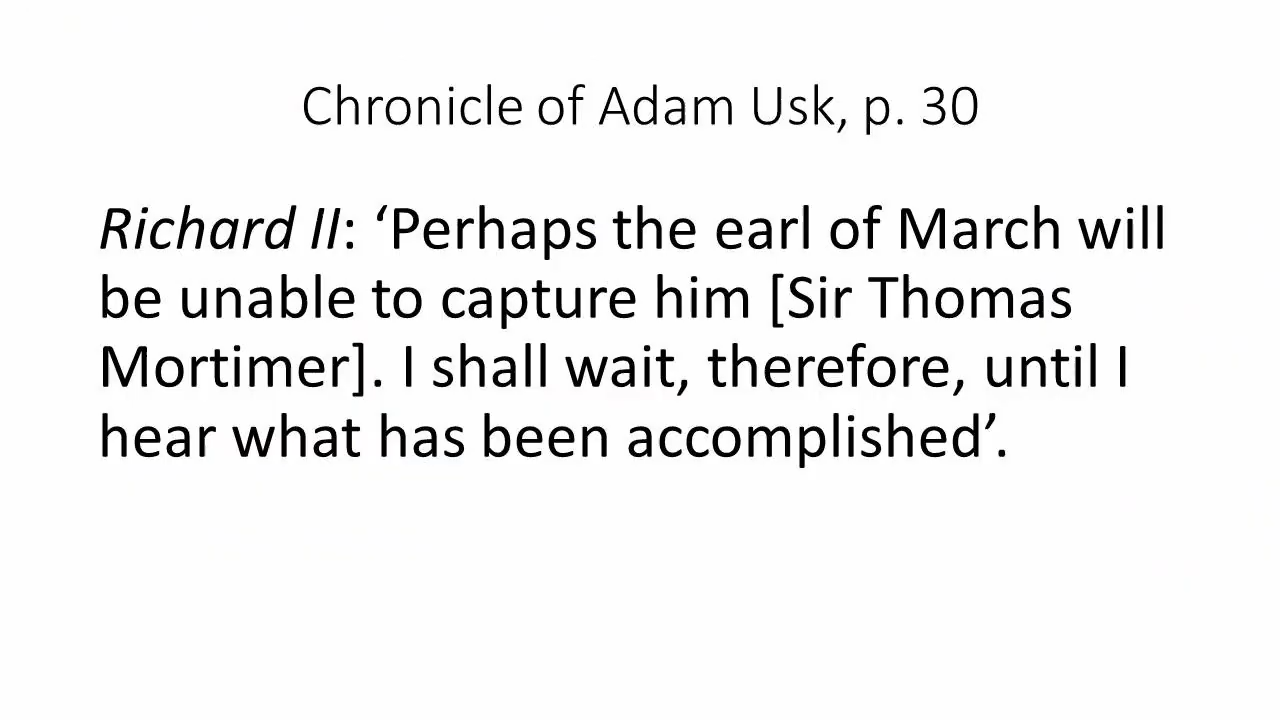 Chronicle of Adam Usk, p. 30
Richard II: ‘Perhaps the earl of March will
be unable to capture him [Sir Thomas
Mortimer]. I shall wait, therefore, until I
hear what has been accomplished’.